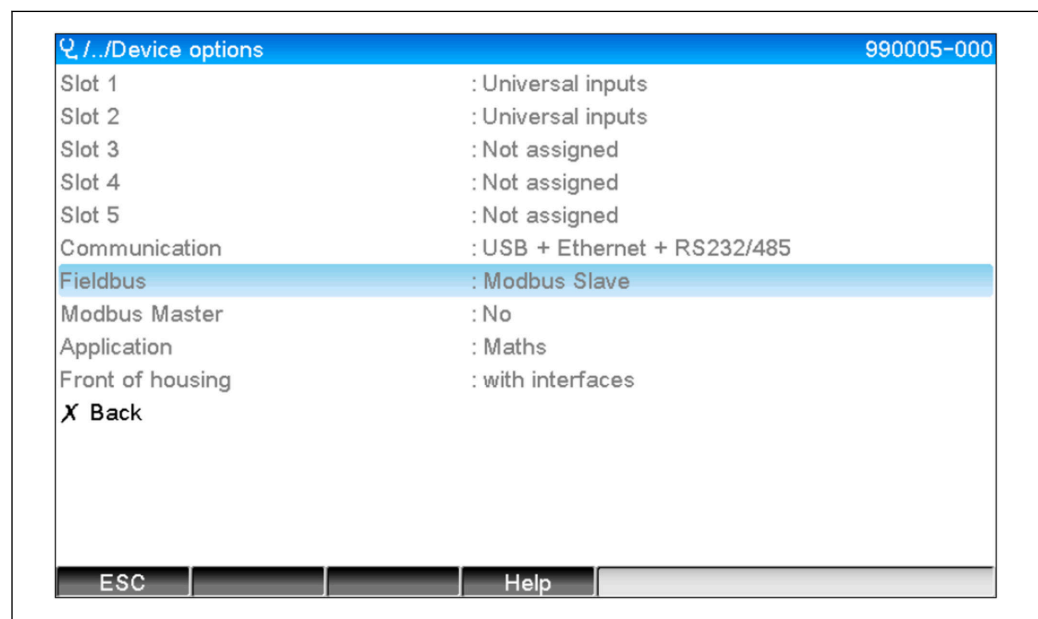 /../Device options 990005-000
Slot 1 : Universal inputs
Slot 2 : Universal inputs
Slot 3 : Not assigned
Slot 4 : Not assigned
Slot 5 : Not assigned
Communication : USB + Ethernet + RS232/485
Fieldbus : Modbus Slave
Modbus Master : No
Application : Maths
Front of housing : with interfaces
X Back
ESC Help